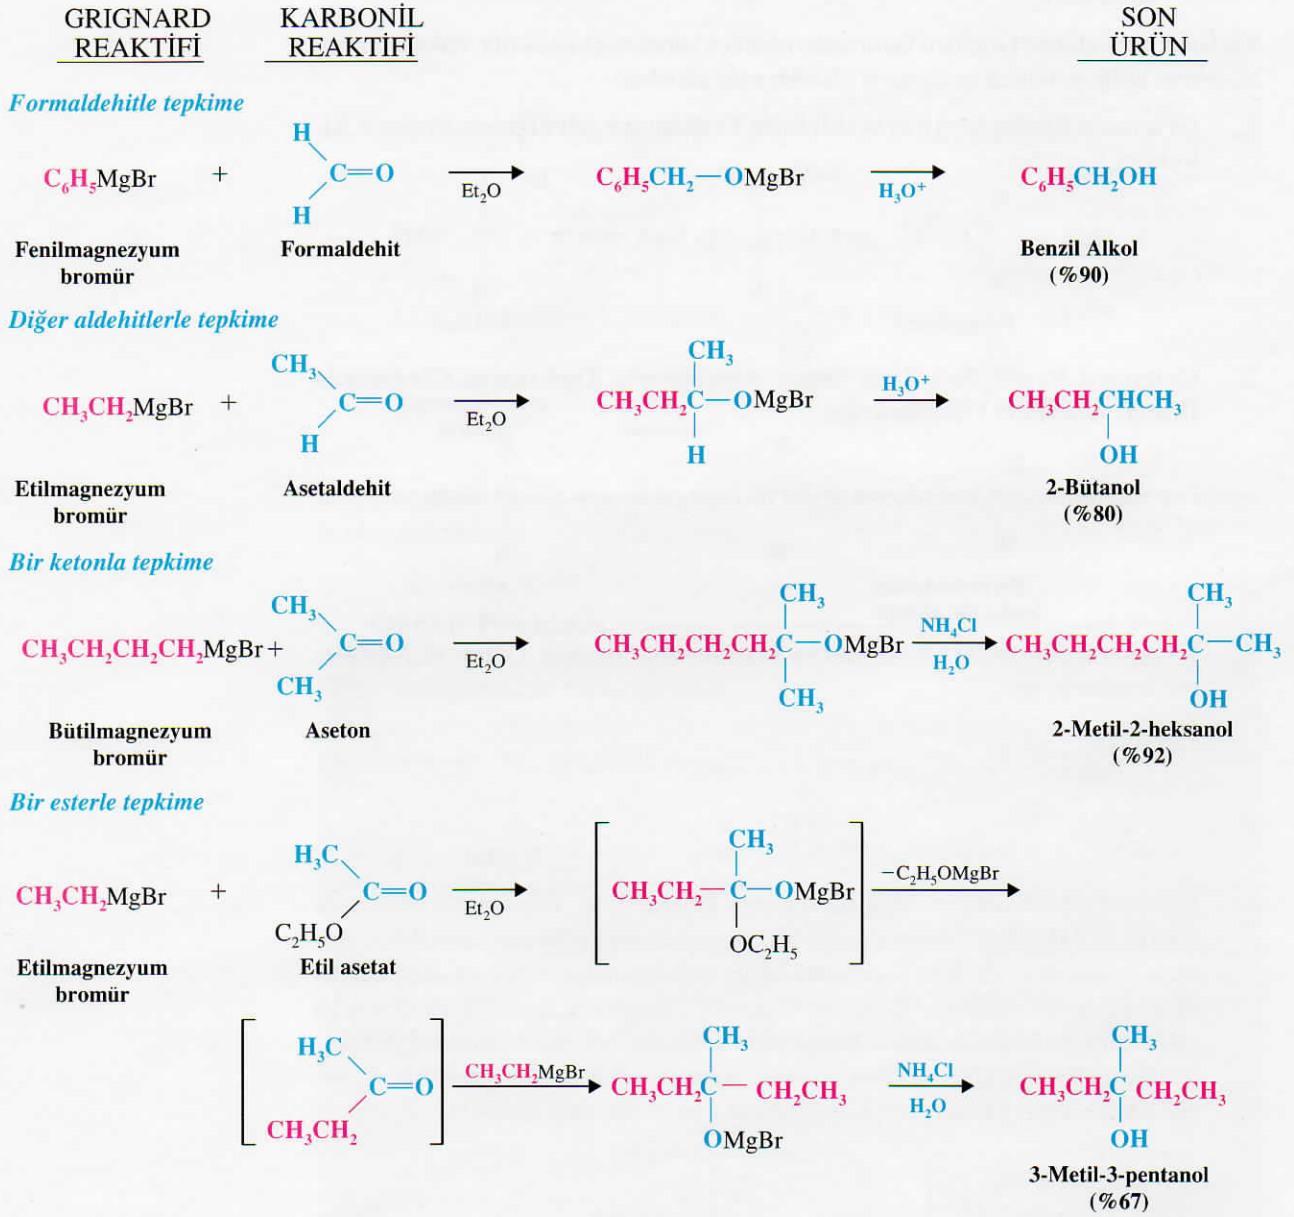 GRIGNARD REAKTİFİ
KARBONİL REAKTİFİ
SON ÜRÜN
Formaldehitle tepkime
C₆H₅MgBr + H H C=O Et₂O C₆H₅CH₂—OMgBr H₃O⁺ C₆H₅CH₂OH
Fenilmagnezyum bromür
Formaldehit
Benzil Alkol
(%90)
Diğer aldehitlerle tepkime
CH₃CH₂MgBr + CH₃ H C=O Et₂O CH₃CH₂C—OMgBr CH₃ H H₃O⁺ CH₃CH₂CHCH₃ OH
Etilmagnezyum bromür
Asetaldehit
2-Bütanol
(%80)
Bir ketonla tepkime
CH₃CH₂CH₂CH₂MgBr + CH₃ CH₃ C=O Et₂O CH₃CH₂CH₂CH₂C—OMgBr CH₃ CH₃ NH₄Cl H₂O CH₃CH₂CH₂CH₂C—CH₃ CH₃ OH
Bütilmagnezyum bromür
Aseton
2-Metil-2-heksanol
(%92)
Bir esterle tepkime
CH₃CH₂MgBr + H₃C C₂H₅O C=O Et₂O CH₃CH₂—C—OMgBr CH₃ OC₂H₅ −C₂H₅OMgBr
Etilmagnezyum bromür
Etil asetat
H₃C CH₃CH₂ C=O CH₃CH₂MgBr CH₃CH₂C—CH₂CH₃ CH₃ OMgBr NH₄Cl H₂O CH₃CH₂C—CH₂CH₃ CH₃ OH
3-Metil-3-pentanol
(%67)